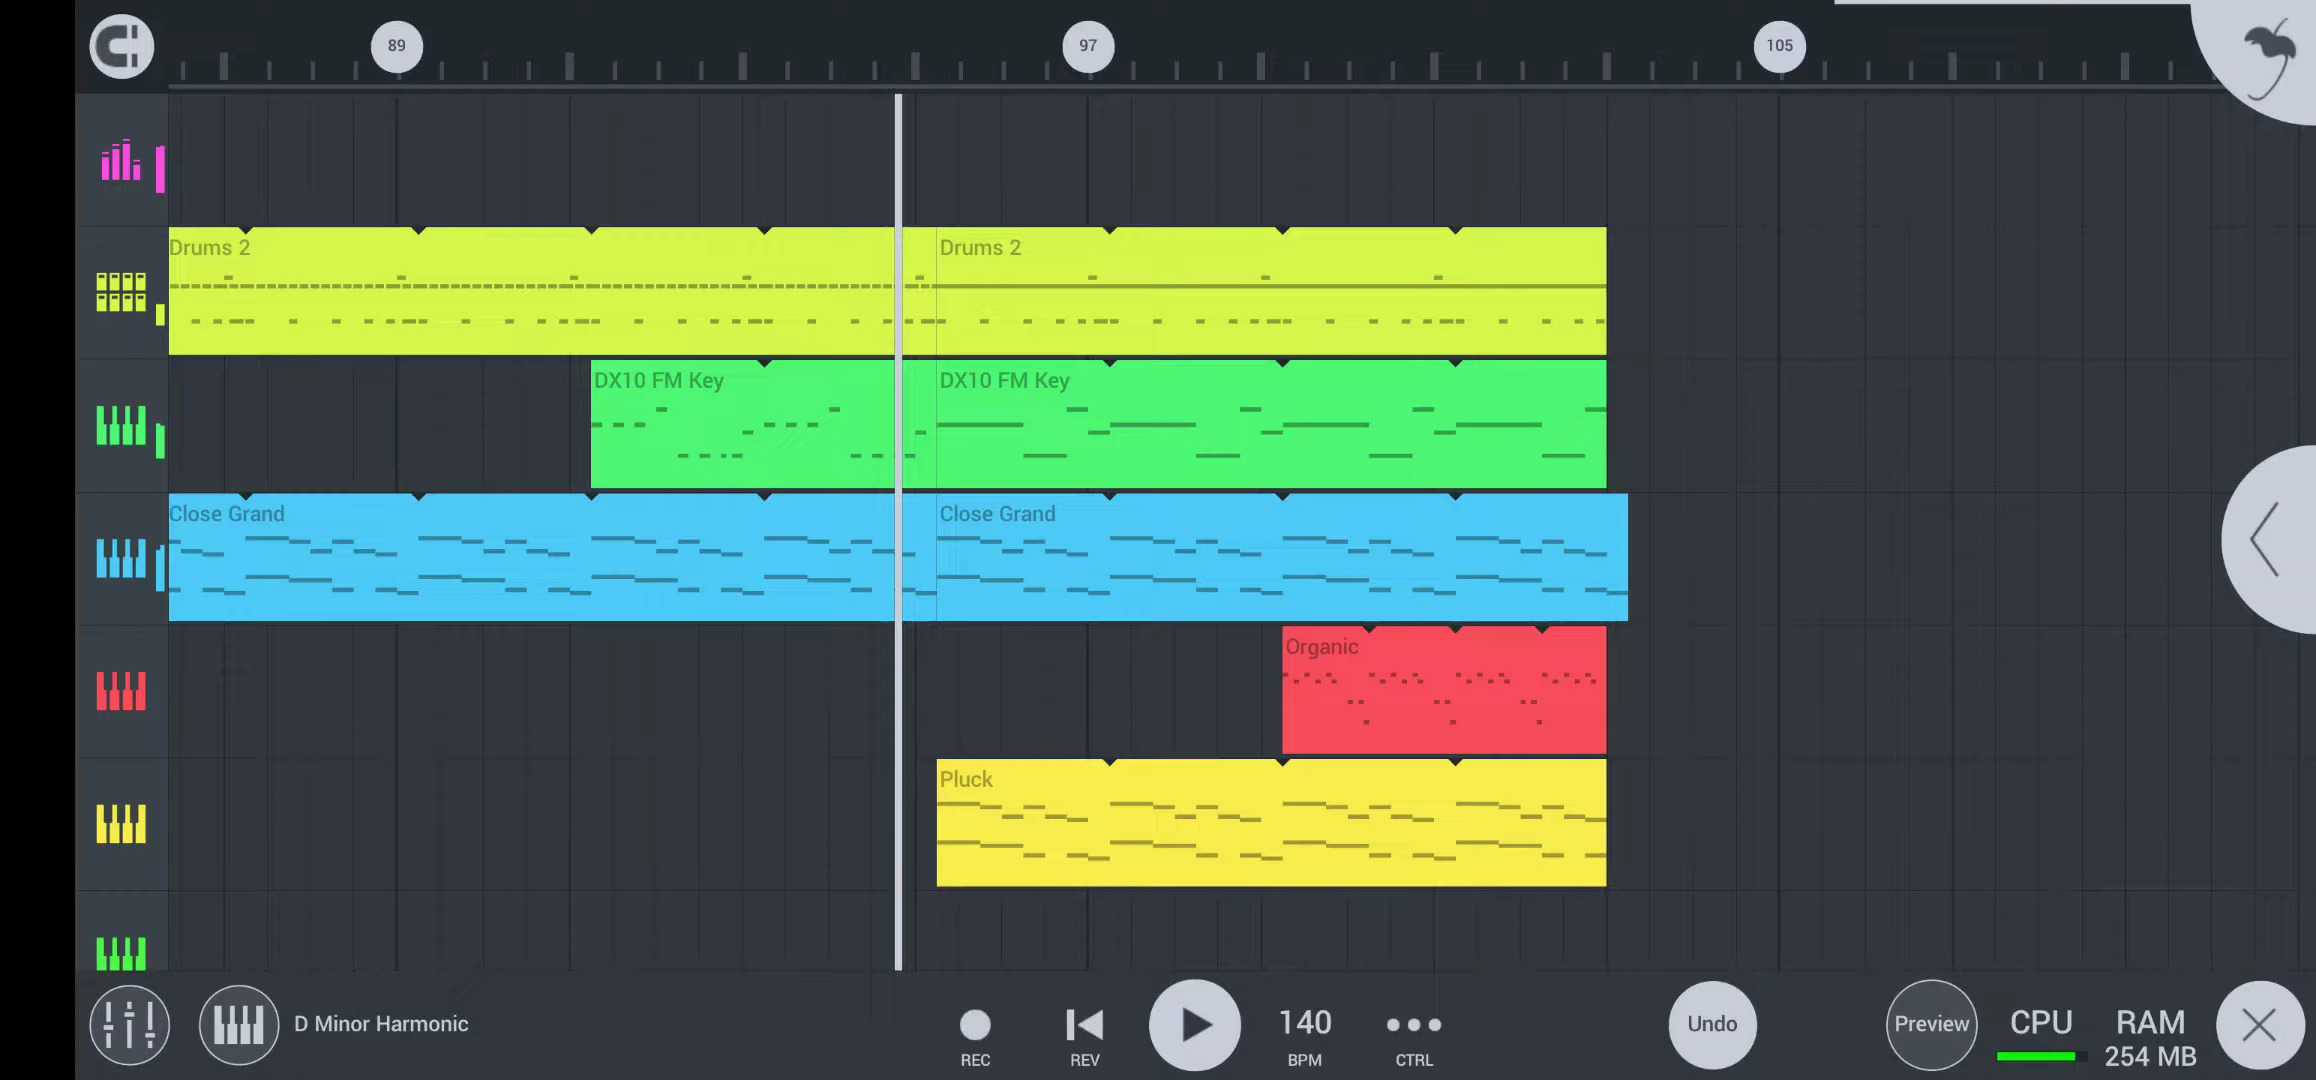 89 97 105
Drums 2 Drums 2
DX10 FM Key DX10 FM Key
Close Grand Close Grand
Organic
Pluck
D Minor Harmonic
REC
REV
140
BPM
CTRL
Undo
Preview
CPU
RAM
254 MB